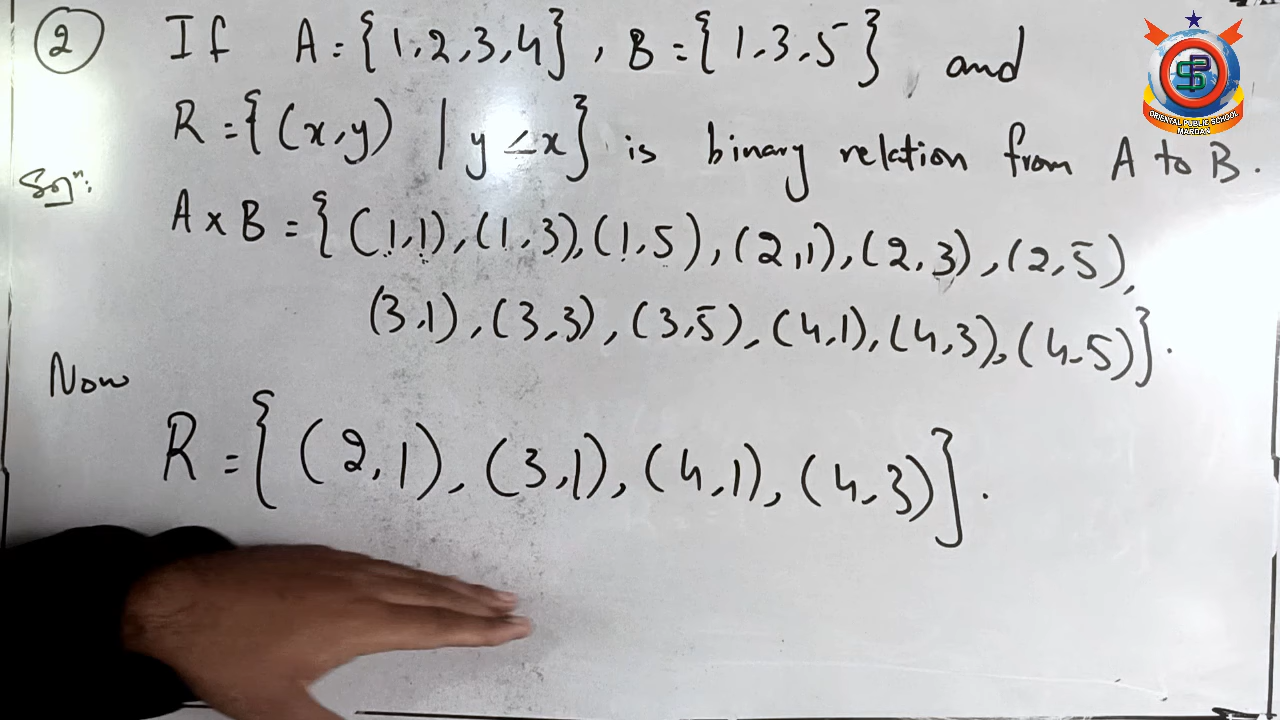 ② If A = {1, 2, 3, 4}, B = {1, 3, 5} and
R = {(x, y) | y < x} is binary relation from A to B.
Solⁿ:
A × B = {(1,1), (1,3), (1,5), (2,1), (2,3), (2,5),
(3,1), (3,3), (3,5), (4,1), (4,3), (4,5)}.
Now
R = {(2,1), (3,1), (4,1), (4,3)}.
ORIENTAL PUBLIC SCHOOL
MARDAN